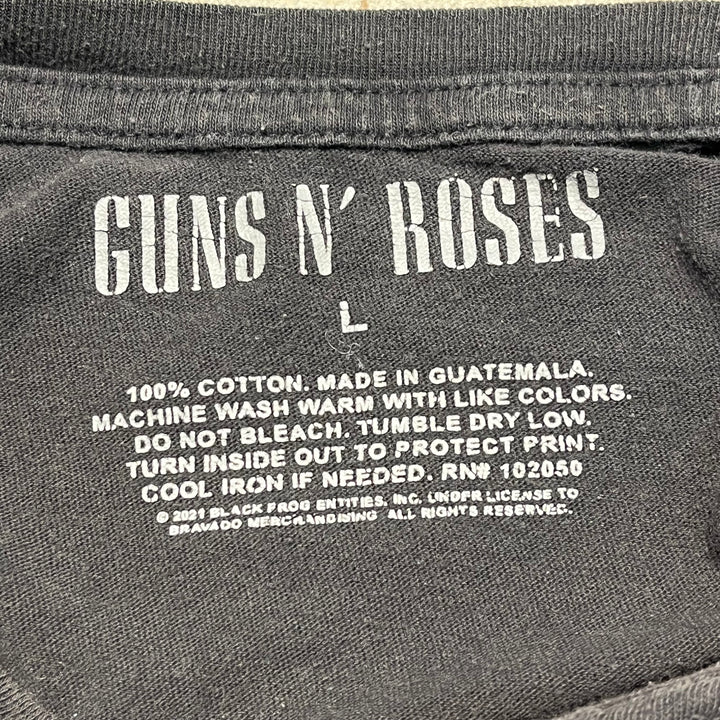 GUNS N' ROSES
L
100% COTTON. MADE IN GUATEMALA.
MACHINE WASH WARM WITH LIKE COLORS.
DO NOT BLEACH. TUMBLE DRY LOW.
TURN INSIDE OUT TO PROTECT PRINT.
COOL IRON IF NEEDED. RN# 102050
© 2021 BLACK FROG ENTITIES, INC. UNDER LICENSE TO
BRAVADO MERCHANDISING ALL RIGHTS RESERVED.